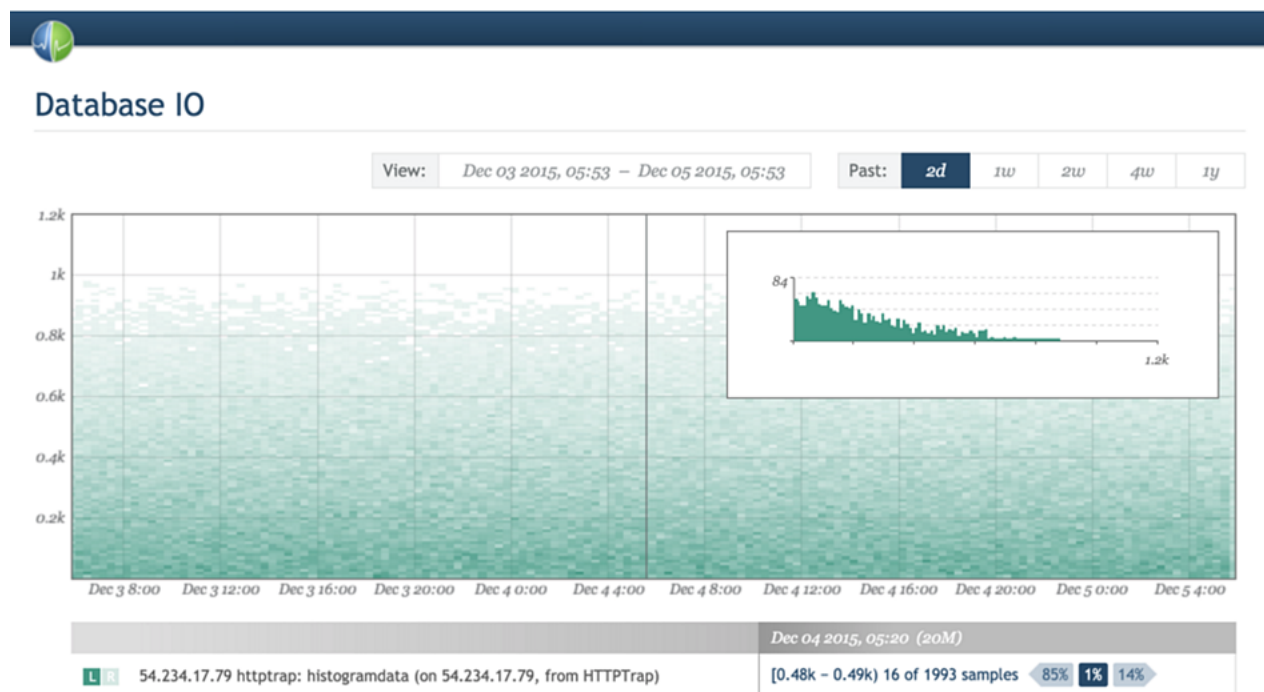 Database IO
View: Dec 03 2015, 05:53 – Dec 05 2015, 05:53 Past: 2d 1w 2w 4w 1y
1.2k
1k
0.8k
0.6k
0.4k
0.2k
84
1.2k
Dec 3 8:00 Dec 3 12:00 Dec 3 16:00 Dec 3 20:00 Dec 4 0:00 Dec 4 4:00 Dec 4 8:00 Dec 4 12:00 Dec 4 16:00 Dec 4 20:00 Dec 5 0:00 Dec 5 4:00
Dec 04 2015, 05:20 (20M)
L R 54.234.17.79 httptrap: histogramdata (on 54.234.17.79, from HTTPTrap) [0.48k – 0.49k) 16 of 1993 samples 85% 1% 14%